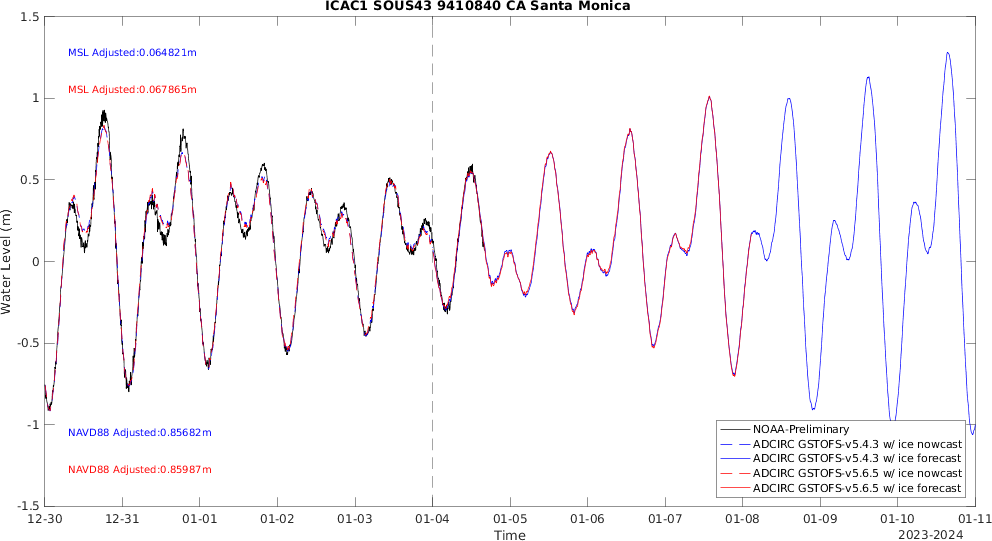 ICAC1 SOUS43 9410840 CA Santa Monica
1.5
1
0.5
0
-0.5
-1
-1.5
Water Level (m)
MSL Adjusted:0.064821m
MSL Adjusted:0.067865m
NAVD88 Adjusted:0.85682m
NAVD88 Adjusted:0.85987m
NOAA-Preliminary
ADCIRC GSTOFS-v5.4.3 w/ ice nowcast
ADCIRC GSTOFS-v5.4.3 w/ ice forecast
ADCIRC GSTOFS-v5.6.5 w/ ice nowcast
ADCIRC GSTOFS-v5.6.5 w/ ice forecast
12-30 12-31 01-01 01-02 01-03 01-04 01-05 01-06 01-07 01-08 01-09 01-10 01-11
Time
2023-2024